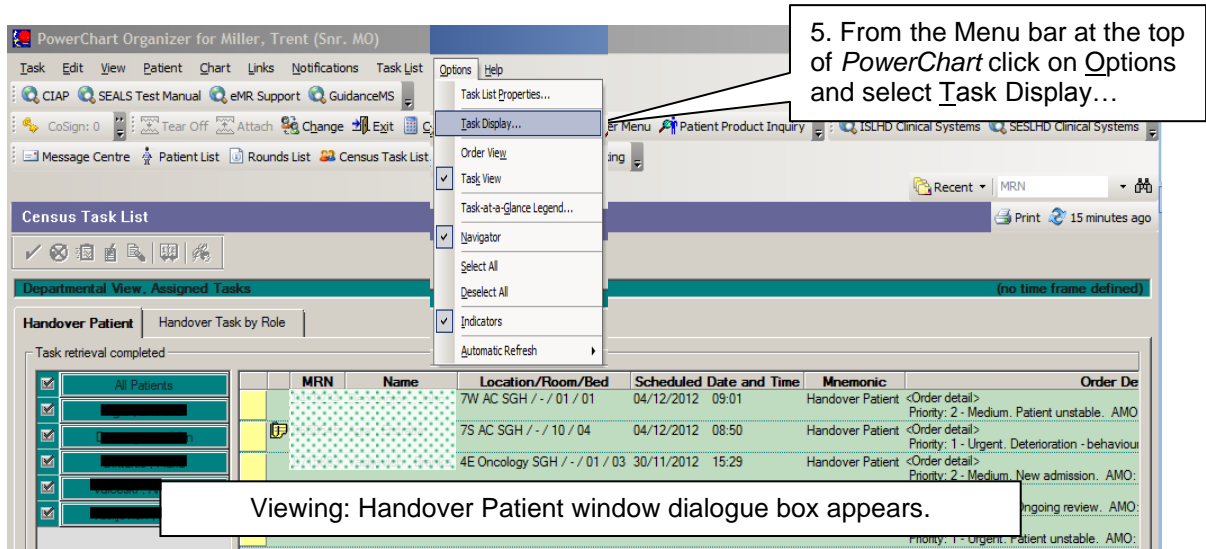 PowerChart Organizer for Miller, Trent (Snr. MO)
5. From the Menu bar at the top
of PowerChart click on Options
and select Task Display…
Task Edit View Patient Chart Links Notifications Task List Options Help
CIAP SEALS Test Manual eMR Support GuidanceMS
Task List Properties...
CoSign: 0 Tear Off Attach Change Exit Menu Patient Product Inquiry ISLHD Clinical Systems SESLHD Clinical Systems
Task Display...
Message Centre Patient List Rounds List Census Task List
Order View
Task View
Recent MRN
Task-at-a-Glance Legend...
Census Task List
Print 15 minutes ago
Navigator
Select All
Departmental View, Assigned Tasks (no time frame defined)
Deselect All
Handover Patient Handover Task by Role
Indicators
Automatic Refresh
Task retrieval completed
All Patients MRN Name Location/Room/Bed Scheduled Date and Time Mnemonic Order De
7W AC SGH / - / 01 / 01 04/12/2012 09:01 Handover Patient <Order detail>
Priority: 2 - Medium. Patient unstable. AMO
7S AC SGH / - / 10 / 04 04/12/2012 08:50 Handover Patient <Order detail>
Priority: 1 - Urgent. Deterioration - behaviour
4E Oncology SGH / - / 01 / 03 30/11/2012 15:29 Handover Patient <Order detail>
Priority: 2 - Medium. New admission. AMO:
Viewing: Handover Patient window dialogue box appears.
ngoing review. AMO:
Priority: 1 - Urgent. Patient unstable. AMO: